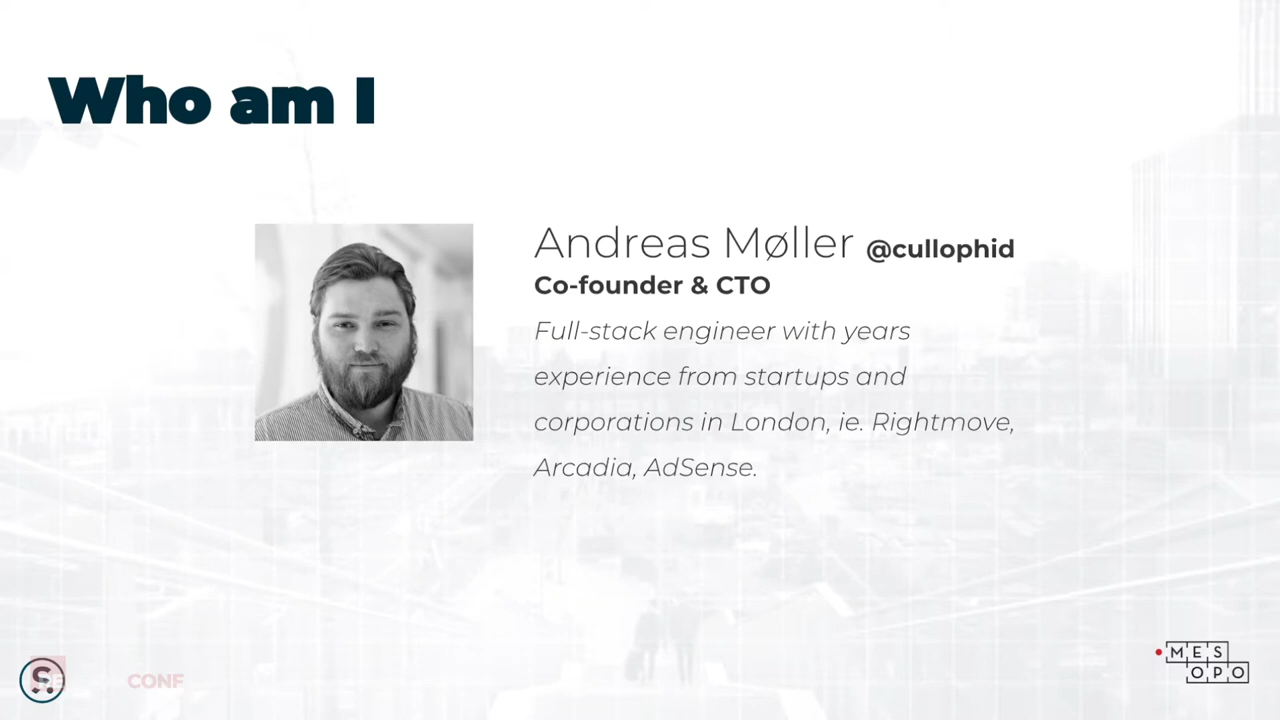 Who am I
Andreas Møller @cullophid
Co-founder & CTO
Full-stack engineer with years
experience from startups and
corporations in London, ie. Rightmove,
Arcadia, AdSense.
CONF
MES
OPO